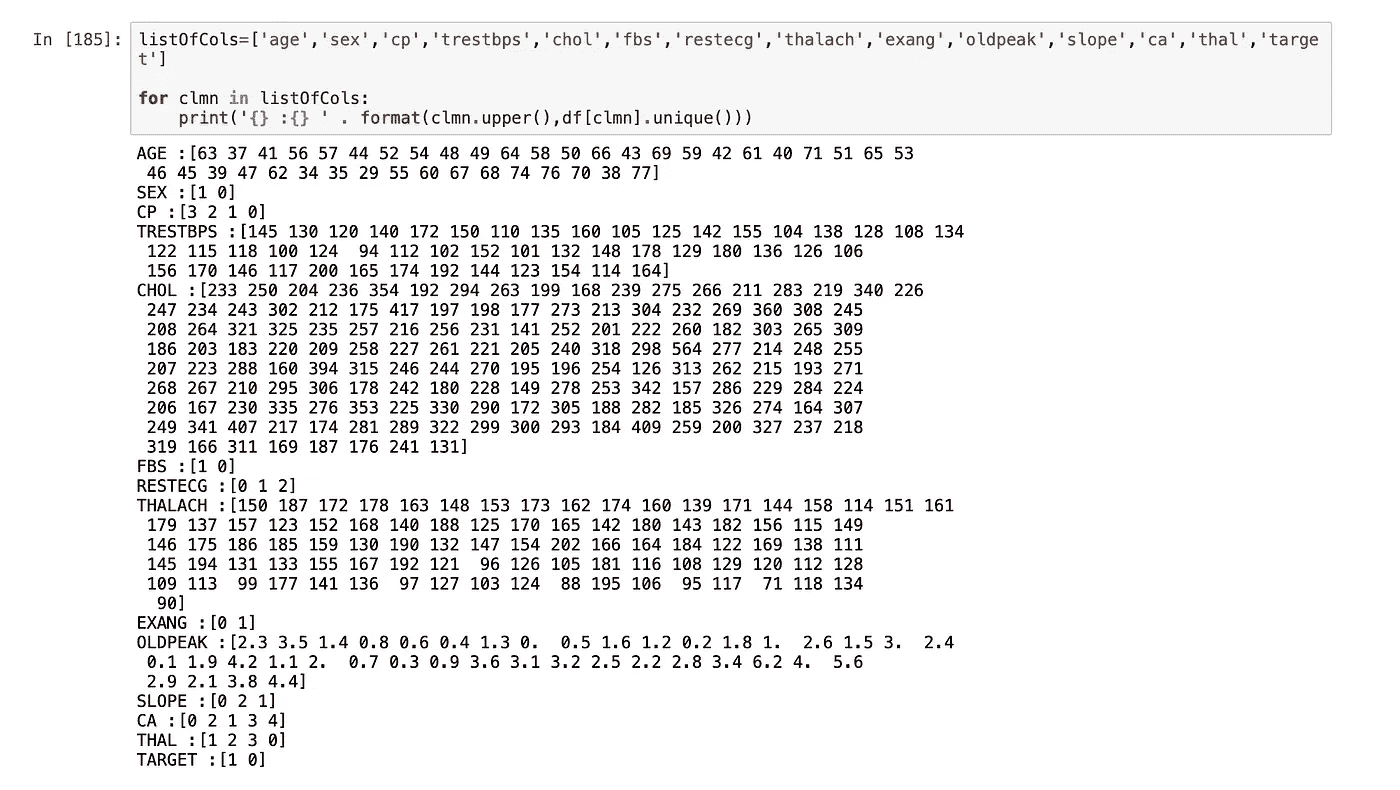 In [185]: listOfCols=['age','sex','cp','trestbps','chol','fbs','restecg','thalach','exang','oldpeak','slope','ca','thal','targe
t']
for clmn in listOfCols:
    print('{} :{} ' . format(clmn.upper(),df[clmn].unique()))
AGE :[63 37 41 56 57 44 52 54 48 49 64 58 50 66 43 69 59 42 61 40 71 51 65 53
 46 45 39 47 62 34 35 29 55 60 67 68 74 76 70 38 77]
SEX :[1 0]
CP :[3 2 1 0]
TRESTBPS :[145 130 120 140 172 150 110 135 160 105 125 142 155 104 138 128 108 134
 122 115 118 100 124  94 112 102 152 101 132 148 178 129 180 136 126 106
 156 170 146 117 200 165 174 192 144 123 154 114 164]
CHOL :[233 250 204 236 354 192 294 263 199 168 239 275 266 211 283 219 340 226
 247 234 243 302 212 175 417 197 198 177 273 213 304 232 269 360 308 245
 208 264 321 325 235 257 216 256 231 141 252 201 222 260 182 303 265 309
 186 203 183 220 209 258 227 261 221 205 240 318 298 564 277 214 248 255
 207 223 288 160 394 315 246 244 270 195 196 254 126 313 262 215 193 271
 268 267 210 295 306 178 242 180 228 149 278 253 342 157 286 229 284 224
 206 167 230 335 276 353 225 330 290 172 305 188 282 185 326 274 164 307
 249 341 407 217 174 281 289 322 299 300 293 184 409 259 200 327 237 218
 319 166 311 169 187 176 241 131]
FBS :[1 0]
RESTECG :[0 1 2]
THALACH :[150 187 172 178 163 148 153 173 162 174 160 139 171 144 158 114 151 161
 179 137 157 123 152 168 140 188 125 170 165 142 180 143 182 156 115 149
 146 175 186 185 159 130 190 132 147 154 202 166 164 184 122 169 138 111
 145 194 131 133 155 167 192 121  96 126 105 181 116 108 129 120 112 128
 109 113  99 177 141 136  97 127 103 124  88 195 106  95 117  71 118 134
  90]
EXANG :[0 1]
OLDPEAK :[2.3 3.5 1.4 0.8 0.6 0.4 1.3 0.  0.5 1.6 1.2 0.2 1.8 1.  2.6 1.5 3.  2.4
 0.1 1.9 4.2 1.1 2.  0.7 0.3 0.9 3.6 3.1 3.2 2.5 2.2 2.8 3.4 6.2 4.  5.6
 2.9 2.1 3.8 4.4]
SLOPE :[0 2 1]
CA :[0 2 1 3 4]
THAL :[1 2 3 0]
TARGET :[1 0]